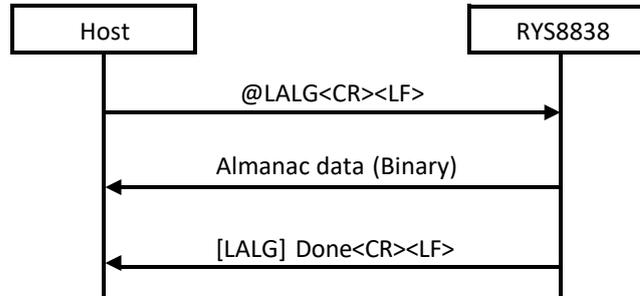 Host
RYS8838
@LALG<CR><LF>
Almanac data (Binary)
[LALG] Done<CR><LF>